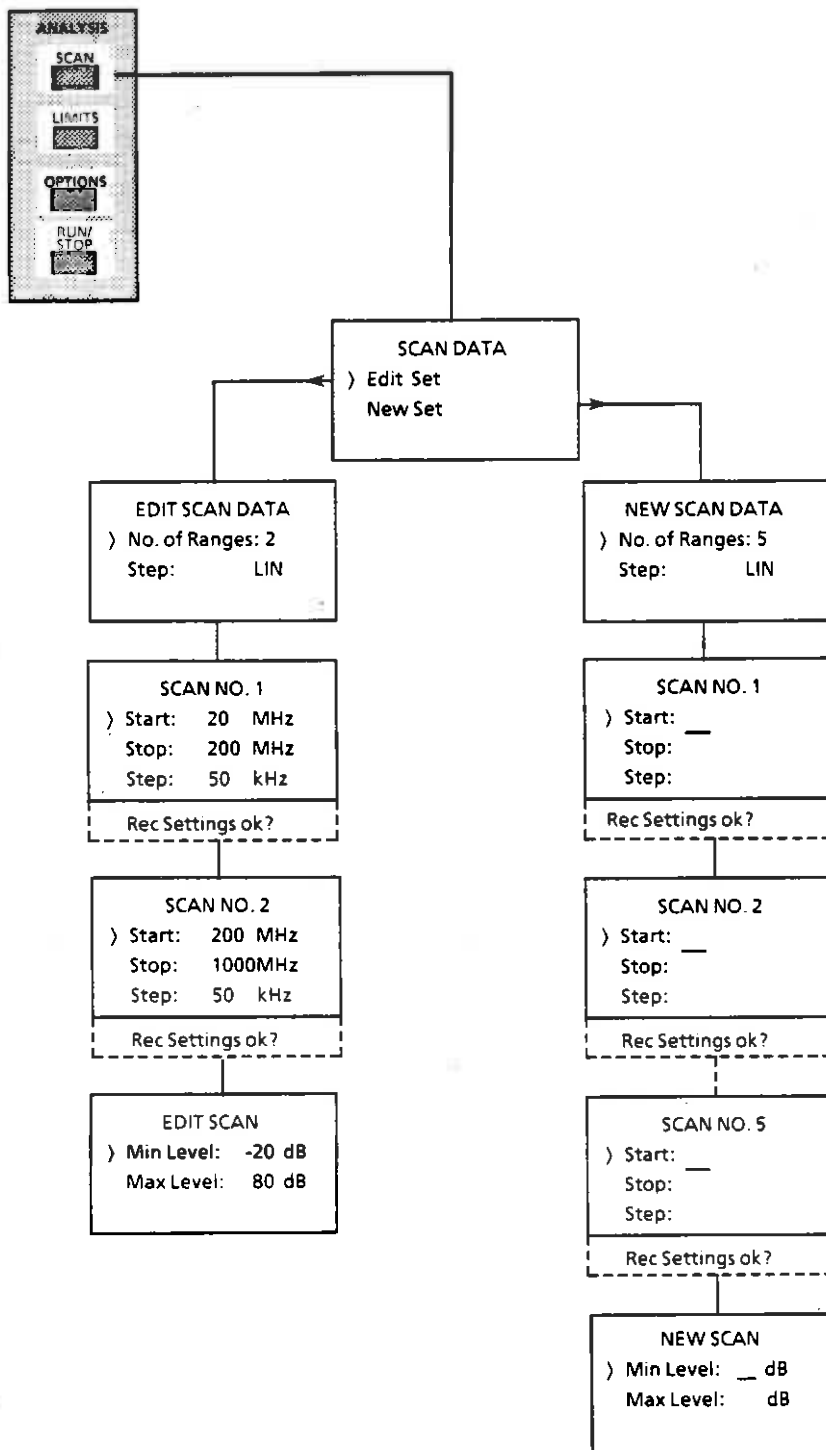 ANALYSIS
SCAN
LIMITS
OPTIONS
RUN/
STOP
SCAN DATA
⟩ Edit Set
New Set
EDIT SCAN DATA
⟩ No. of Ranges: 2
Step: LIN
SCAN NO. 1
⟩ Start: 20 MHz
Stop: 200 MHz
Step: 50 kHz
Rec Settings ok?
SCAN NO. 2
⟩ Start: 200 MHz
Stop: 1000MHz
Step: 50 kHz
Rec Settings ok?
EDIT SCAN
⟩ Min Level: -20 dB
Max Level: 80 dB
NEW SCAN DATA
⟩ No. of Ranges: 5
Step: LIN
SCAN NO. 1
⟩ Start: _
Stop:
Step:
Rec Settings ok?
SCAN NO. 2
⟩ Start: _
Stop:
Step:
Rec Settings ok?
SCAN NO. 5
⟩ Start: _
Stop:
Step:
Rec Settings ok?
NEW SCAN
⟩ Min Level: _ dB
Max Level: dB